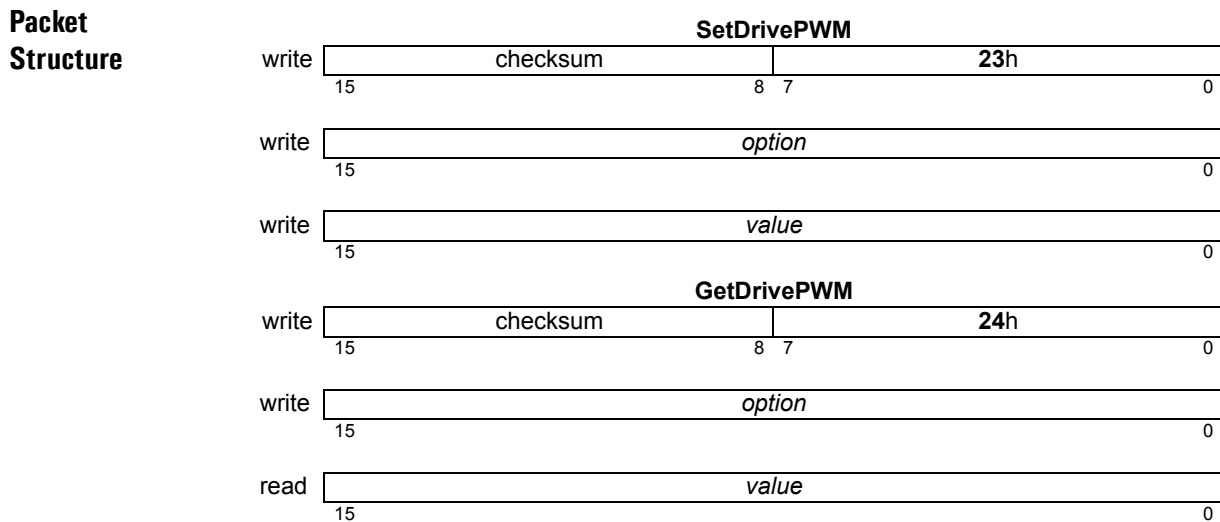 Packet
Structure
SetDrivePWM
write checksum 23h
15 8 7 0
write option
15 0
write value
15 0
GetDrivePWM
write checksum 24h
15 8 7 0
write option
15 0
read value
15 0